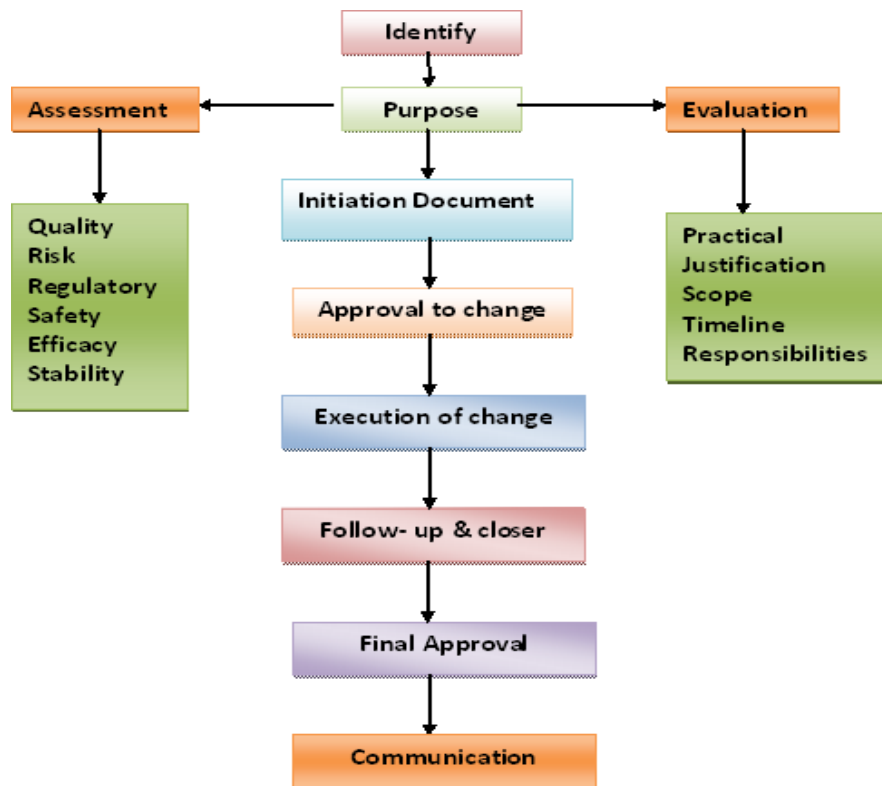 Identify
Assessment
Purpose
Evaluation
Quality
Risk
Regulatory
Safety
Efficacy
Stability
Initiation Document
Practical
Justification
Scope
Timeline
Responsibilities
Approval to change
Execution of change
Follow- up & closer
Final Approval
Communication